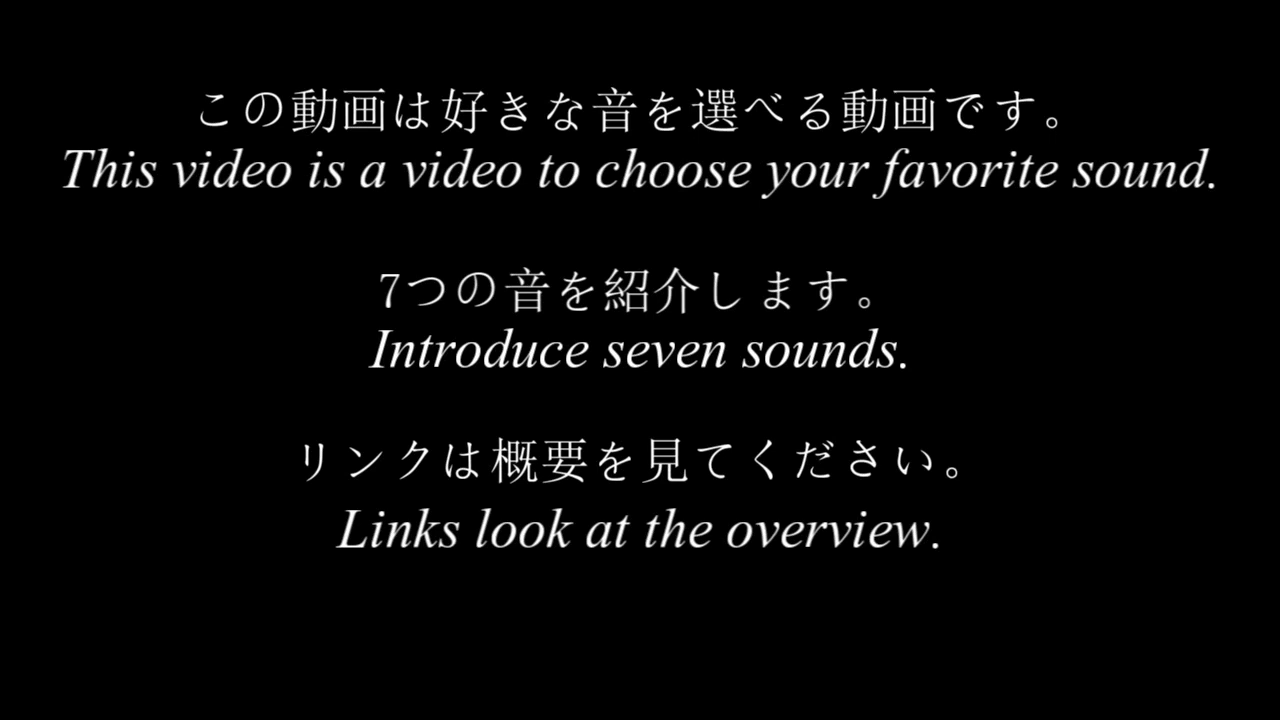 この動画は好きな音を選べる動画です。
This video is a video to choose your favorite sound.
7つの音を紹介します。
Introduce seven sounds.
リンクは概要を見てください。
Links look at the overview.